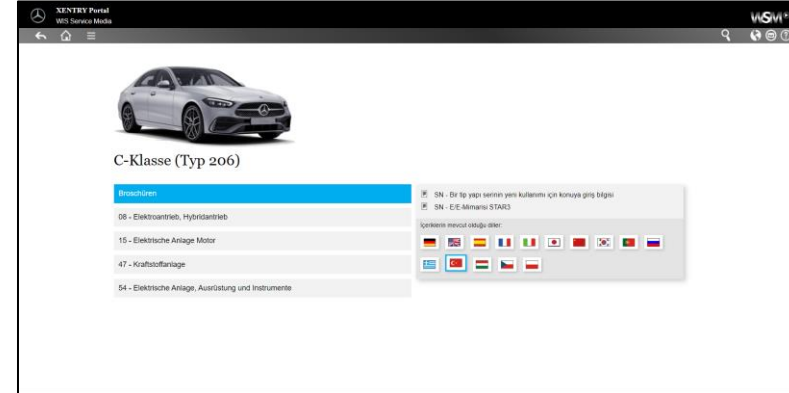 XENTRY Portal
WIS Service Media
WSM
C-Klasse (Typ 206)
Broschüren
08 - Elektroantrieb, Hybridantrieb
15 - Elektrische Anlage Motor
47 - Kraftstoffanlage
54 - Elektrische Anlage, Ausrüstung und Instrumente
SN - Bir tip yapı serinin yeni kullanımı için konuya giriş bilgisi
SN - E/E-Mimarisi STAR3
İçeriklerin mevcut olduğu diller: